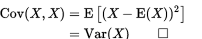 Cov(X, X) = E [(X − E(X))²]
= Var(X) □